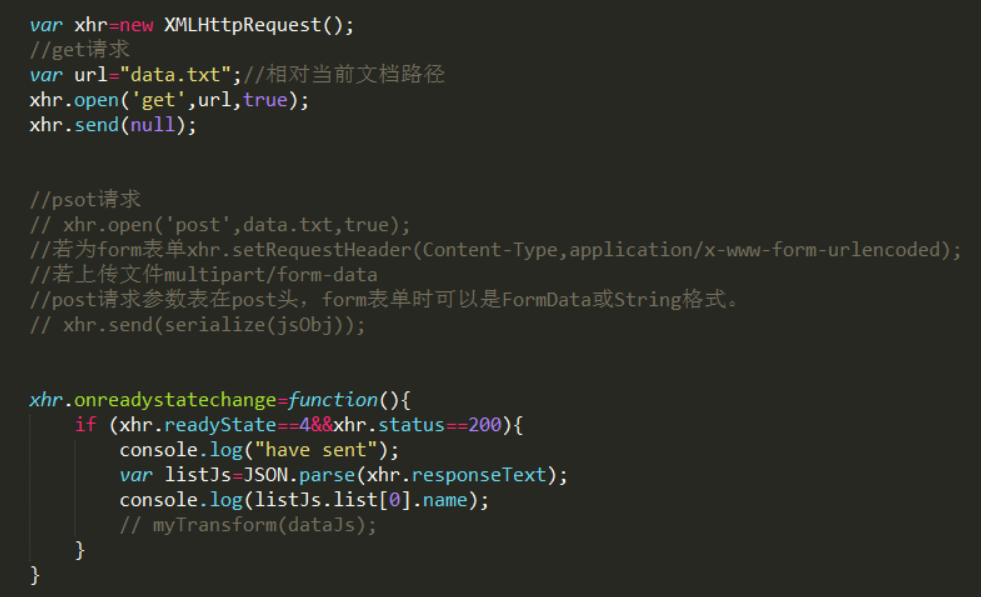 var xhr=new XMLHttpRequest();
//get请求
var url="data.txt";//相对当前文档路径
xhr.open('get',url,true);
xhr.send(null);
//psot请求
// xhr.open('post',data.txt,true);
//若为form表单xhr.setRequestHeader(Content-Type,application/x-www-form-urlencoded);
//若上传文件multipart/form-data
//post请求参数表在post头，form表单时可以是FormData或String格式。
// xhr.send(serialize(jsObj));
xhr.onreadystatechange=function(){
if (xhr.readyState==4&&xhr.status==200){
console.log("have sent");
var listJs=JSON.parse(xhr.responseText);
console.log(listJs.list[0].name);
// myTransform(dataJs);
}
}